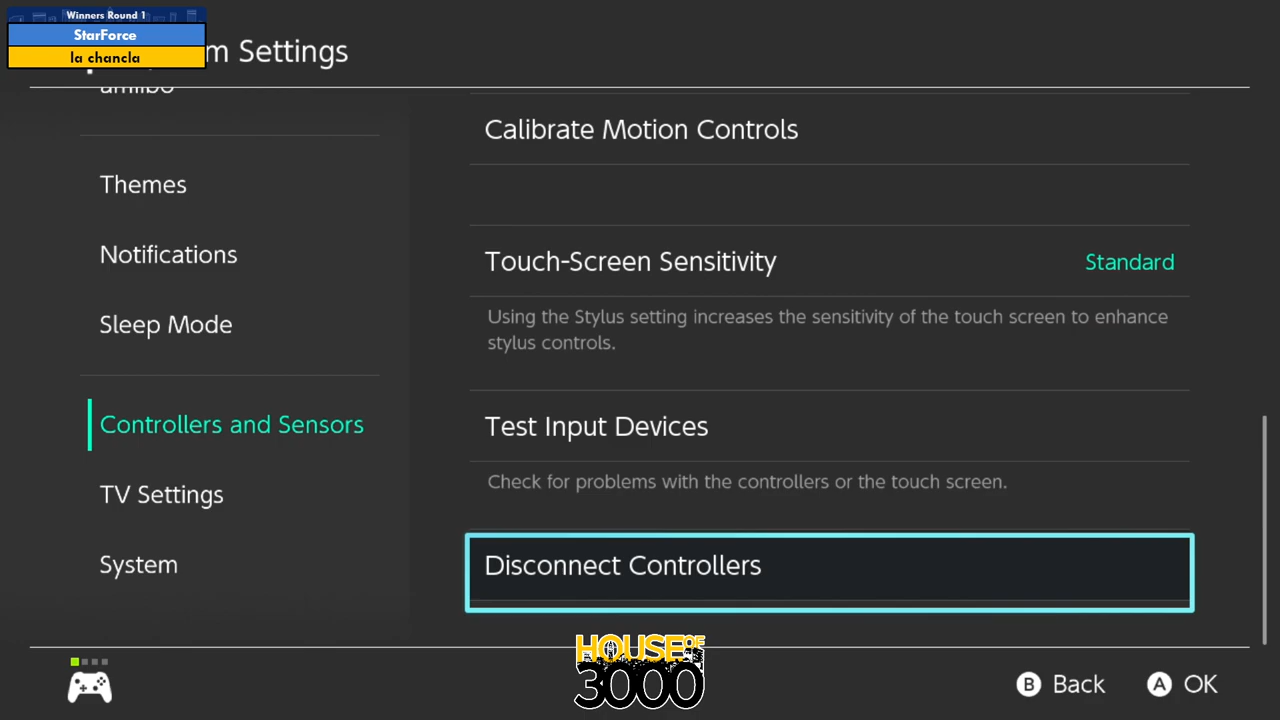 Winners Round 1
StarForce
la chancla
m Settings
amiibo
Themes
Notifications
Sleep Mode
Controllers and Sensors
TV Settings
System
Calibrate Motion Controls
Touch-Screen Sensitivity
Standard
Using the Stylus setting increases the sensitivity of the touch screen to enhance
stylus controls.
Test Input Devices
Check for problems with the controllers or the touch screen.
Disconnect Controllers
HOUSE OF
3000
B Back
A OK